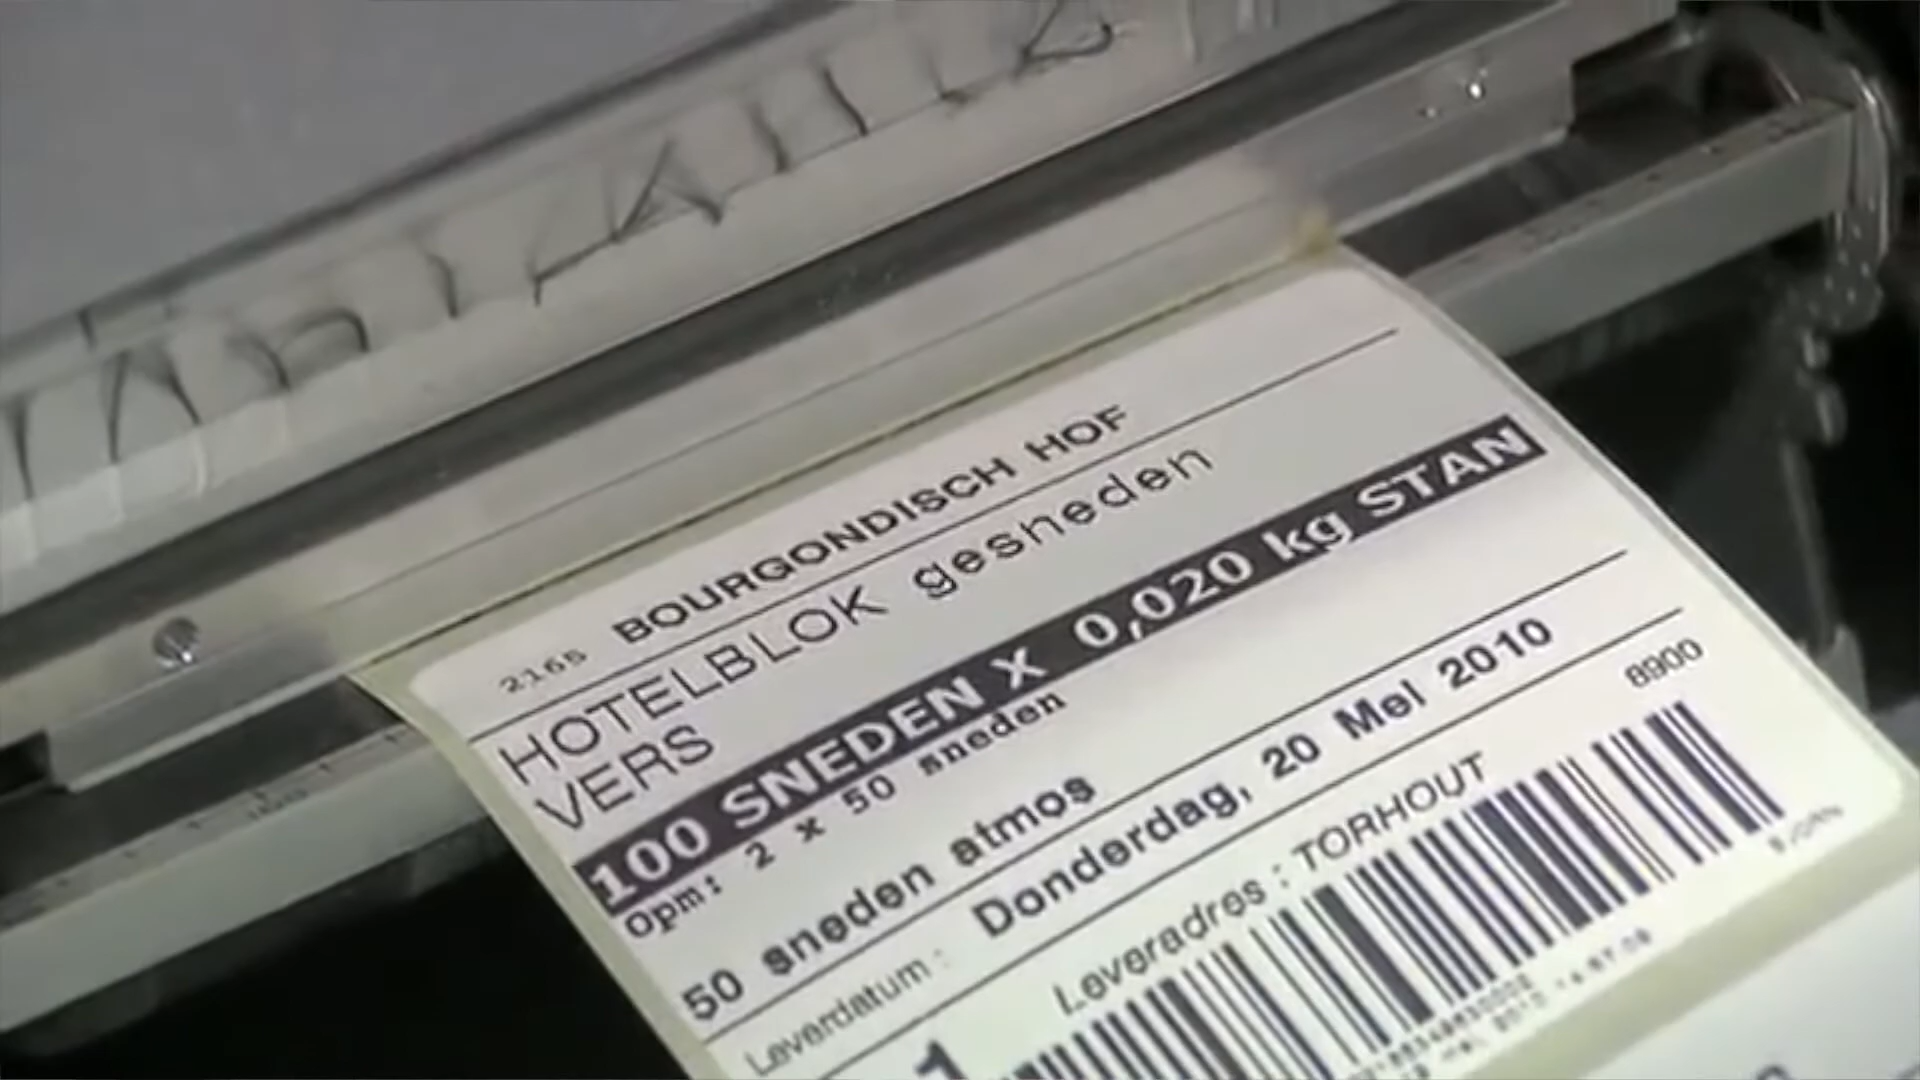 2165 BOURGONDISCH HOF
HOTELBLOK gesneden
VERS
100 SNEDEN X 0,020 kg STAN
Opm: 2 x 50 sneden
50 sneden atmos
Leverdatum : Donderdag, 20 MeI 2010
Leveradres : TORHOUT 8900
1
BJORN